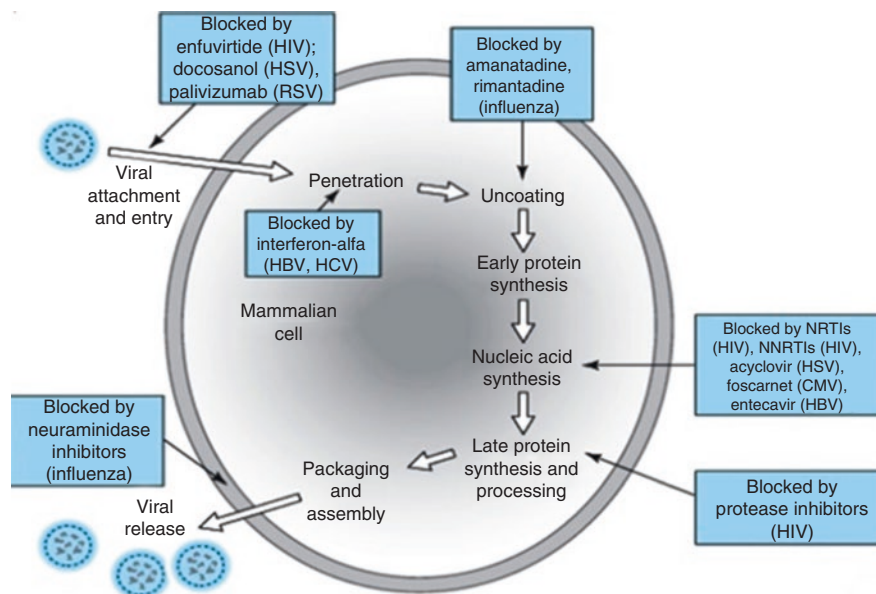 Blocked by
enfuvirtide (HIV);
docosanol (HSV),
palivizumab (RSV)
Blocked by
amanatadine,
rimantadine
(influenza)
Viral
attachment
and entry
Penetration
Uncoating
Blocked by
interferon-alfa
(HBV, HCV)
Early protein
synthesis
Mammalian
cell
Nucleic acid
synthesis
Blocked by NRTIs
(HIV), NNRTIs (HIV),
acyclovir (HSV),
foscarnet (CMV),
entecavir (HBV)
Blocked by
neuraminidase
inhibitors
(influenza)
Late protein
synthesis and
processing
Packaging
and
assembly
Viral
release
Blocked by
protease inhibitors
(HIV)